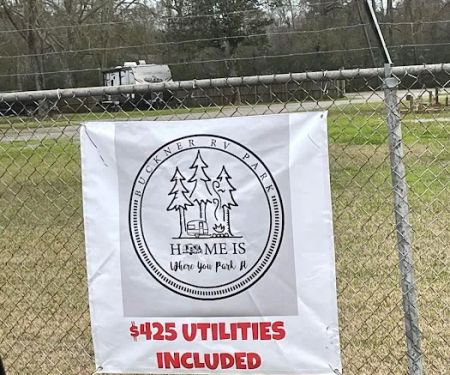 BUCKNER RV PARK
HOME IS
Where You Park It
$425 UTILITIES
INCLUDED